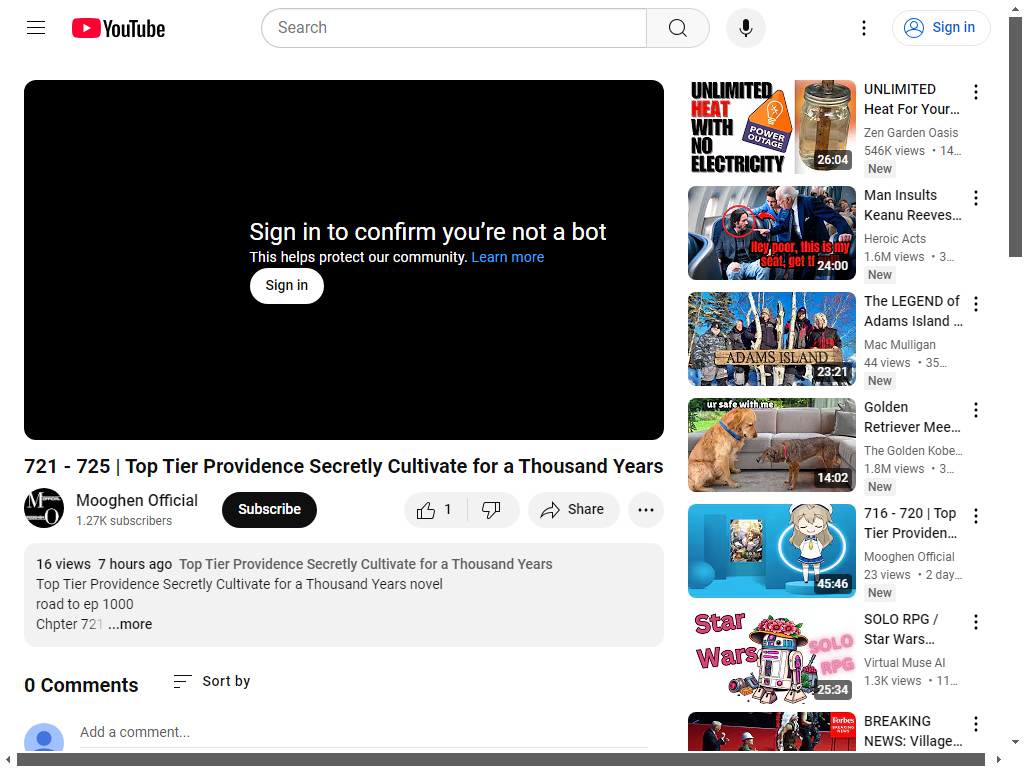 YouTube
Search
Sign in
Sign in to confirm you're not a bot
This helps protect our community. Learn more
Sign in
721 - 725 | Top Tier Providence Secretly Cultivate for a Thousand Years
Mooghen Official
1.27K subscribers
Subscribe
1
Share
16 views 7 hours ago Top Tier Providence Secretly Cultivate for a Thousand Years
Top Tier Providence Secretly Cultivate for a Thousand Years novel
road to ep 1000
Chpter 721 ...more
0 Comments
Sort by
Add a comment...
UNLIMITED
HEAT
WITH
NO
ELECTRICITY
POWER
OUTAGE
26:04
UNLIMITED
Heat For Your...
Zen Garden Oasis
546K views • 14...
New
Hey poor, this is my
seat, get
24:00
Man Insults
Keanu Reeves...
Heroic Acts
1.6M views • 3...
New
ADAMS ISLAND
23:21
The LEGEND of
Adams Island ...
Mac Mulligan
44 views • 35...
New
ur safe with me
14:02
Golden
Retriever Mee...
The Golden Kobe...
1.8M views • 3...
New
45:46
716 - 720 | Top
Tier Providen...
Mooghen Official
23 views • 2 day...
New
Star
Wars
SOLO
RPG
25:34
SOLO RPG /
Star Wars...
Virtual Muse AI
1.3K views • 11...
Forbes
BREAKING
NEWS
BREAKING
NEWS: Village...